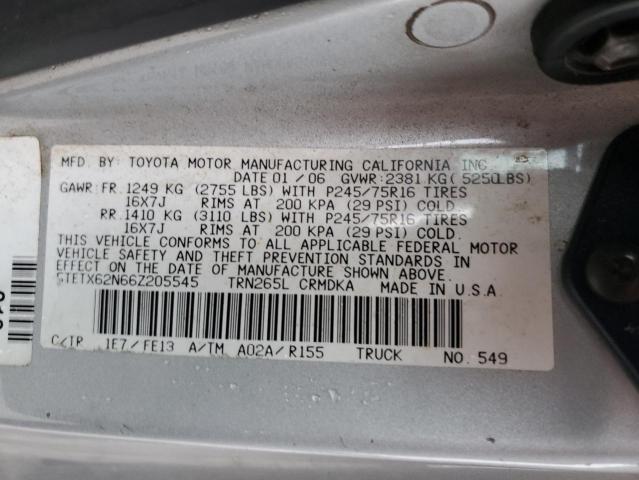 MFD. BY: TOYOTA MOTOR MANUFACTURING CALIFORNIA INC.
DATE 01 / 06 GVWR: 2381 KG( 5250LBS)
GAWR: FR. 1249 KG (2755 LBS) WITH P245/75R16 TIRES
16X7J RIMS AT 200 KPA (29 PSI) COLD.
RR. 1410 KG (3110 LBS) WITH P245/75R16 TIRES
16X7J RIMS AT 200 KPA (29 PSI) COLD.
THIS VEHICLE CONFORMS TO ALL APPLICABLE FEDERAL MOTOR
VEHICLE SAFETY AND THEFT PREVENTION STANDARDS IN
EFFECT ON THE DATE OF MANUFACTURE SHOWN ABOVE.
5TETX62N66Z205545 TRN265L CRMDKA MADE IN U.S.A.
C/TR 1E7 / FE13 A/TM A02A / R155 TRUCK NO. 549